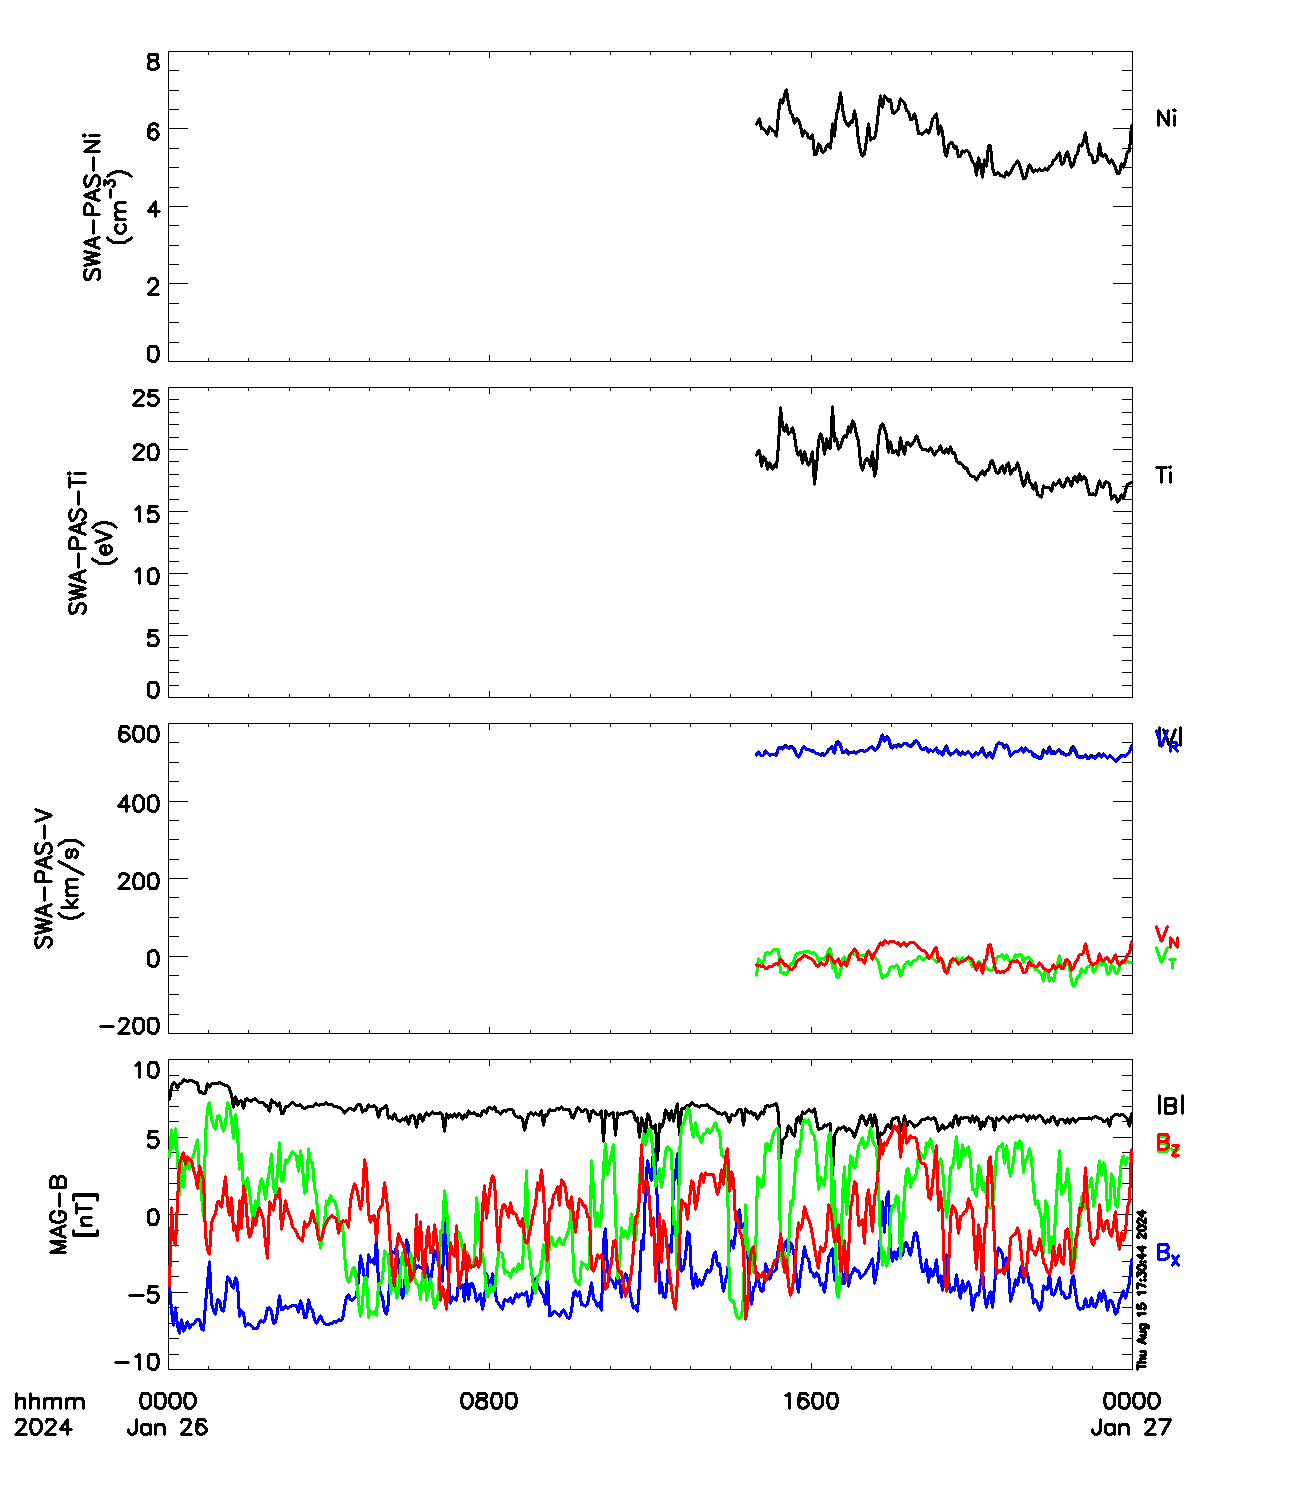 8
6
4
2
0
SWA-PAS-Ni
(cm-3)
Ni
25
20
15
10
5
0
SWA-PAS-Ti
(eV)
Ti
600
400
200
0
-200
SWA-PAS-V
(km/s)
|V|
VR
VN
VT
10
5
0
-5
-10
MAG-B
[nT]
|B|
BZ
BX
Thu Aug 15 17:30:44 2024
hhmm 0000 0800 1600 0000
2024 Jan 26 Jan 27